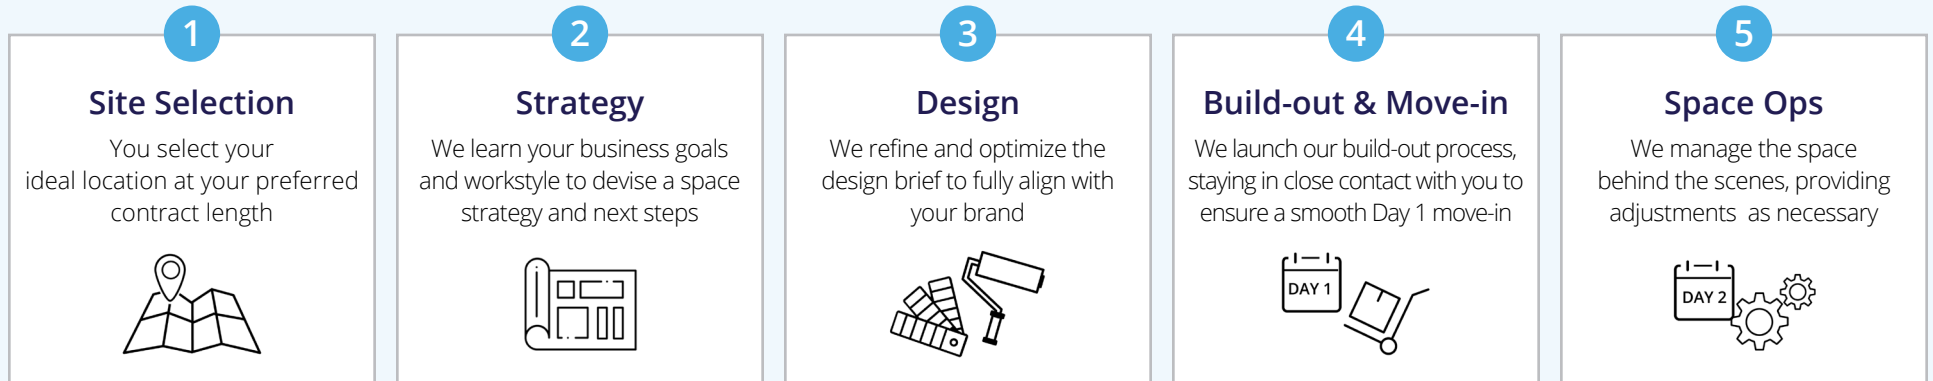 1
Site Selection
You select your
ideal location at your preferred
contract length
2
Strategy
We learn your business goals
and workstyle to devise a space
strategy and next steps
3
Design
We refine and optimize the
design brief to fully align with
your brand
4
Build-out & Move-in
We launch our build-out process,
staying in close contact with you to
ensure a smooth Day 1 move-in
DAY 1
5
Space Ops
We manage the space
behind the scenes, providing
adjustments as necessary
DAY 2